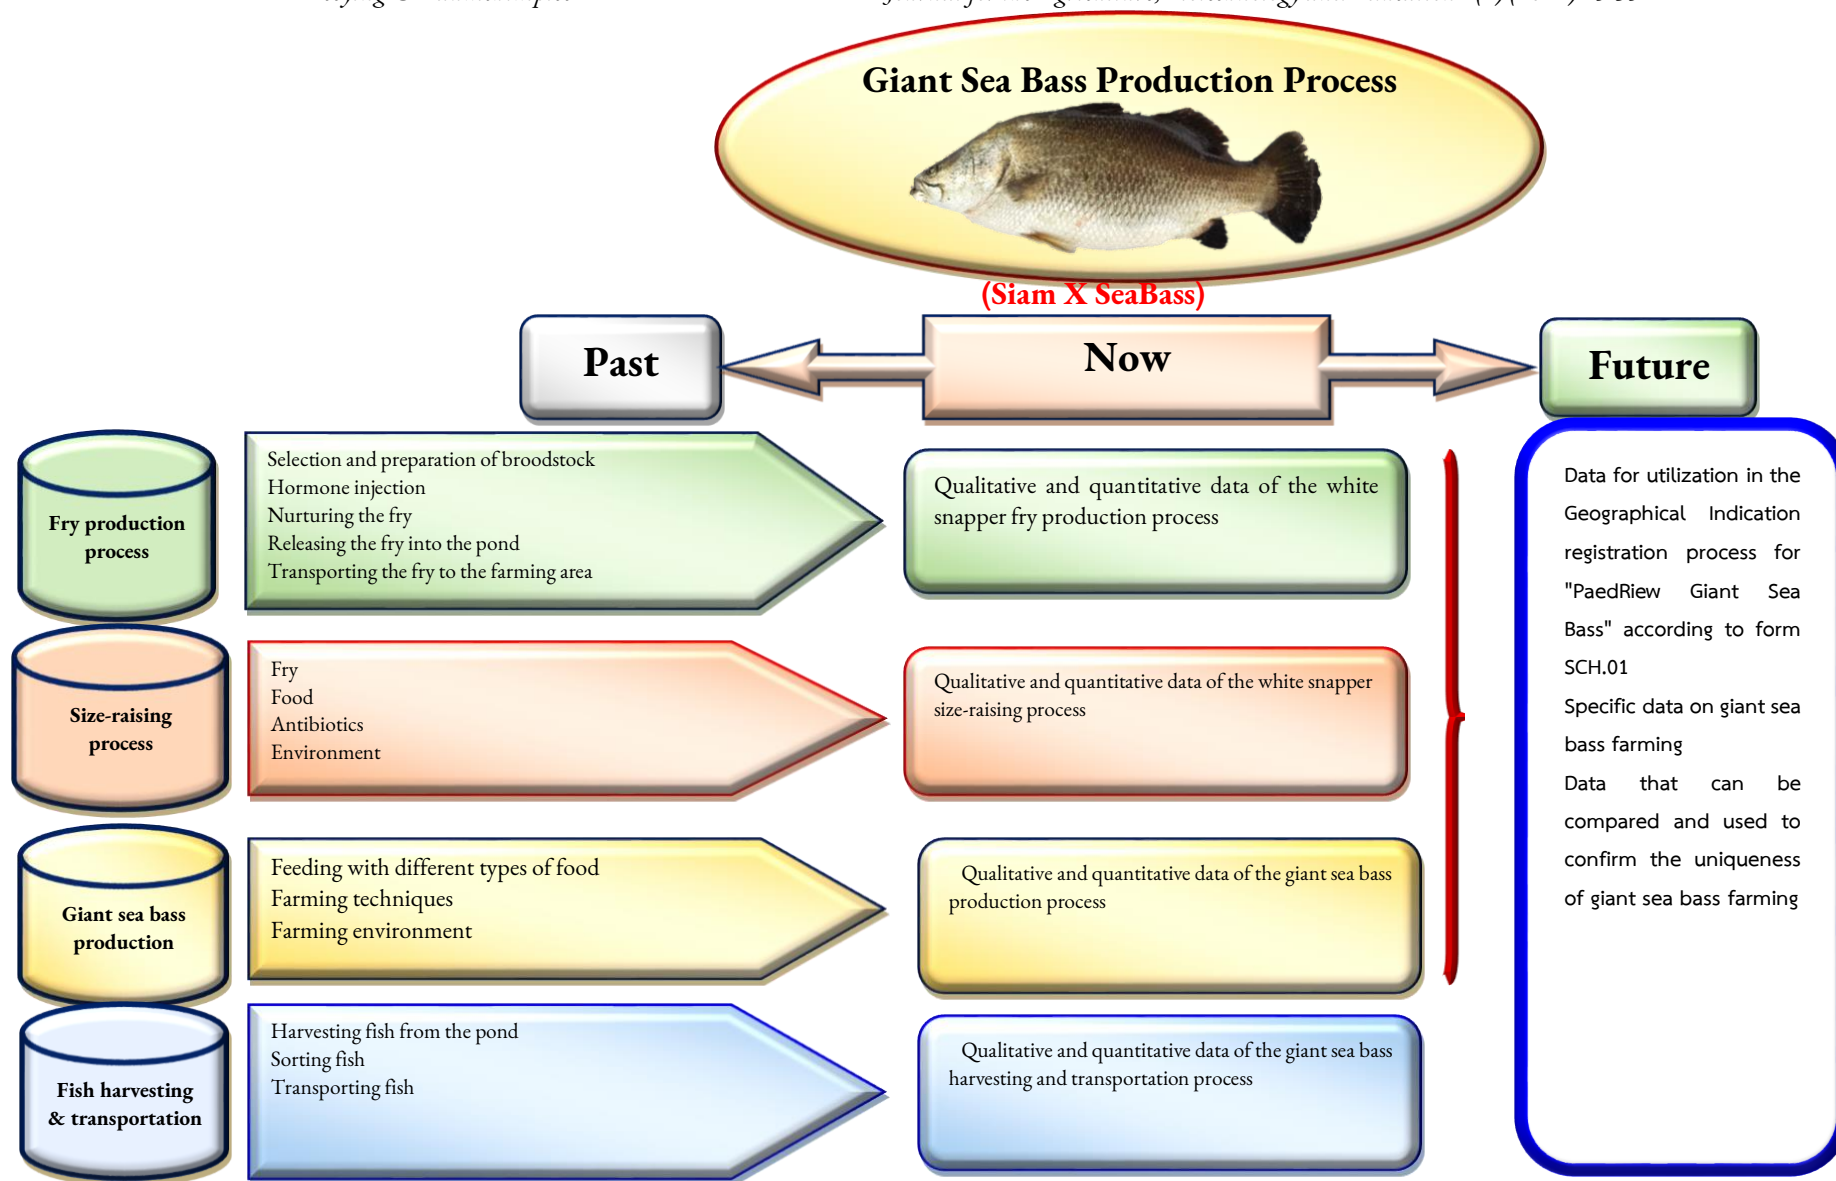 Giant Sea Bass Production Process
(Siam X SeaBass)
Past
Now
Future
Fry production
process
Selection and preparation of broodstock
Hormone injection
Nurturing the fry
Releasing the fry into the pond
Transporting the fry to the farming area
Qualitative and quantitative data of the white
snapper fry production process
Size-raising
process
Fry
Food
Antibiotics
Environment
Qualitative and quantitative data of the white snapper
size-raising process
Giant sea bass
production
Feeding with different types of food
Farming techniques
Farming environment
Qualitative and quantitative data of the giant sea bass
production process
Fish harvesting
& transportation
Harvesting fish from the pond
Sorting fish
Transporting fish
Qualitative and quantitative data of the giant sea bass
harvesting and transportation process
Data for utilization in the
Geographical Indication
registration process for
"PaedRiew Giant Sea
Bass" according to form
SCH.01
Specific data on giant sea
bass farming
Data that can be
compared and used to
confirm the uniqueness
of giant sea bass farming